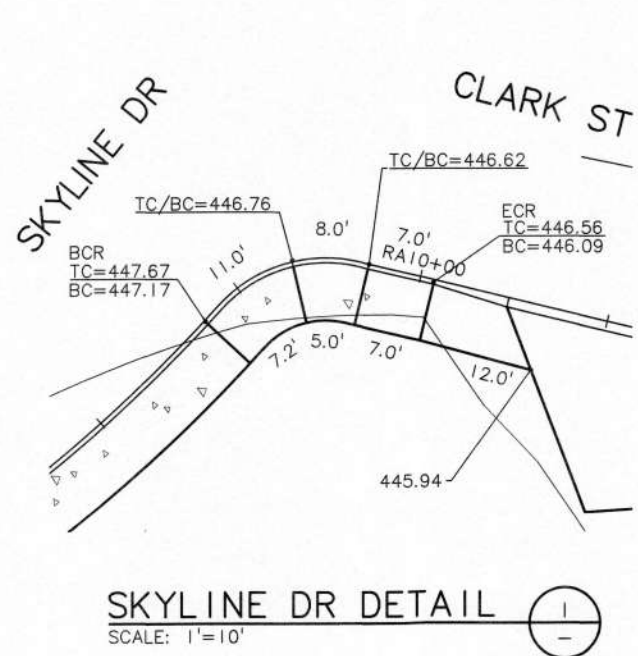 SKYLINE DR
CLARK ST
TC/BC=446.62
TC/BC=446.76
8.0'
7.0'
RA10+00
ECR
TC=446.56
BC=446.09
BCR
TC=447.67
BC=447.17
11.0'
7.2'
5.0'
7.0'
12.0'
445.94
SKYLINE DR DETAIL
SCALE: 1'=10'
1
-